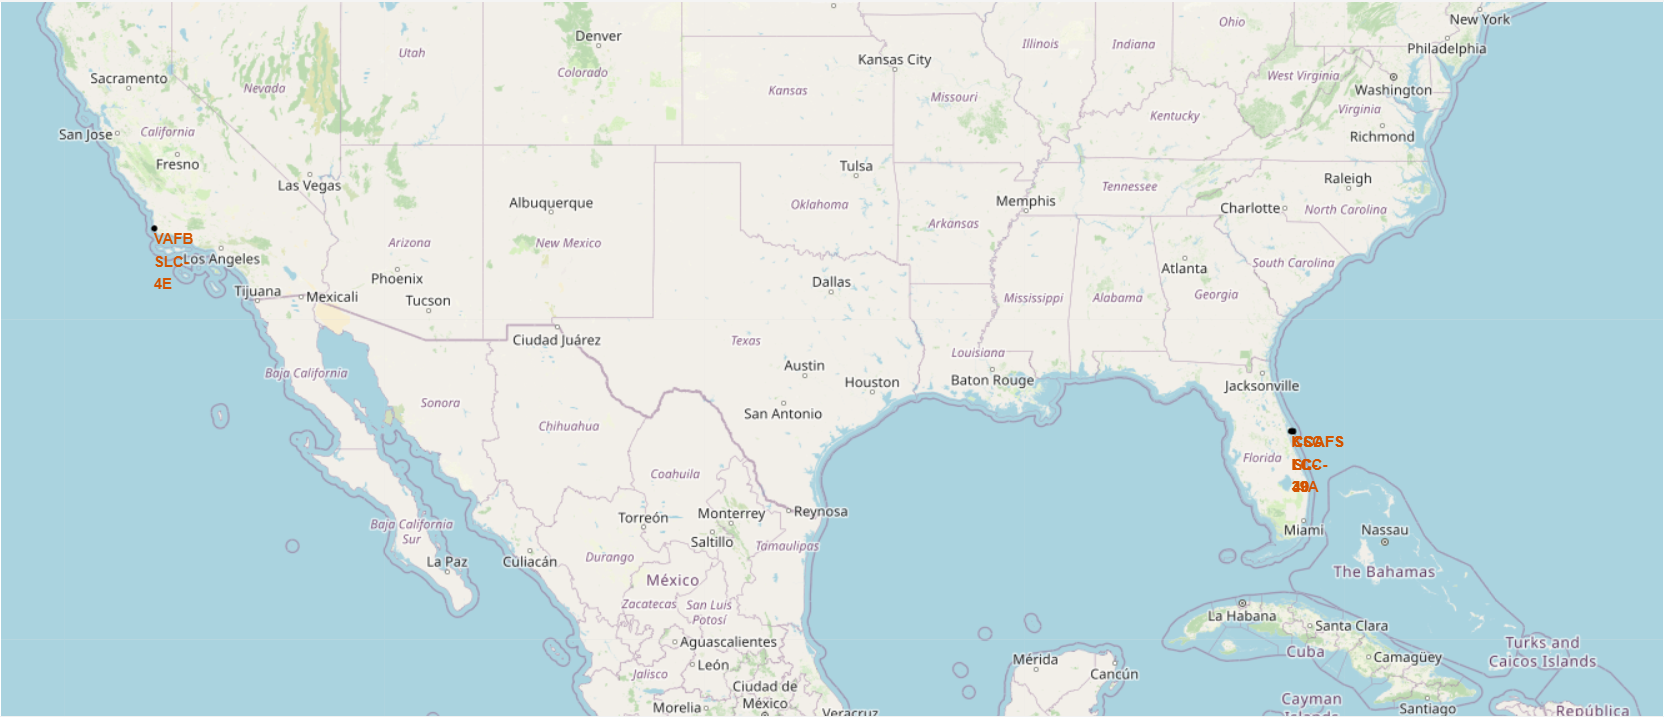 New York
Ohio
Denver
Illinois
Indiana
Philadelphia
Utah
Kansas City
Colorado
Sacramento
West Virginia
Nevada
Kansas
Washington
Missouri
Virginia
Kentucky
San Jose
California
Richmond
Fresno
Tulsa
Las Vegas
Raleigh
Tennessee
Albuquerque
Oklahoma
Memphis
Charlotte
North Carolina
Arkansas
VAFB
SLC-
4E
Arizona
New Mexico
Los Angeles
South Carolina
Atlanta
Phoenix
Dallas
Tijuana
Mexicali
Tucson
Mississippi
Alabama
Georgia
Ciudad Juárez
Texas
Louisiana
Austin
Baja California
Houston
Baton Rouge
Jacksonville
Sonora
San Antonio
Chihuahua
Florida
Coahuila
Torreón
Monterrey
Reynosa
Baja California
Sur
Miami
Nassau
Saltillo
Tamaulipas
Durango
La Paz
Culiacán
The Bahamas
México
Zacatecas
San Luis
Potosí
La Habana
Santa Clara
Aguascalientes
Turks and
Caicos Islands
Cuba
Camagüey
León
Mérida
Cancún
Jalisco
Ciudad de
México
Morelia
Veracruz
Cayman
Islands
Santiago
República